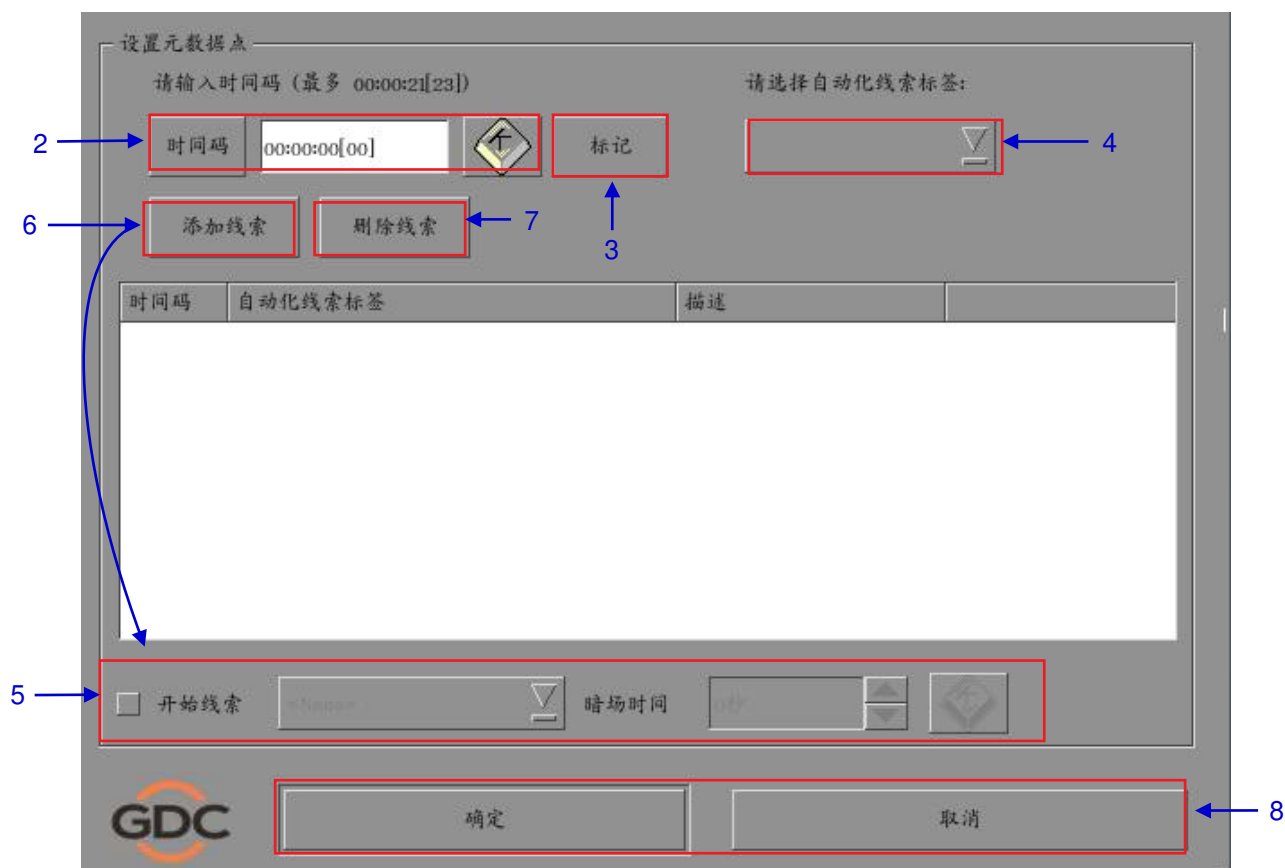 设置元数据点
请输入时间码 (最多 00:00:21[23])
请选择自动化线索标签:
2
时间码
00:00:00[00]
标记
4
6
添加线索
删除线索
7
3
时间码
自动化线索标签
描述
5
开始线索
<None>
暗场时间
0秒
GDC
确定
取消
8